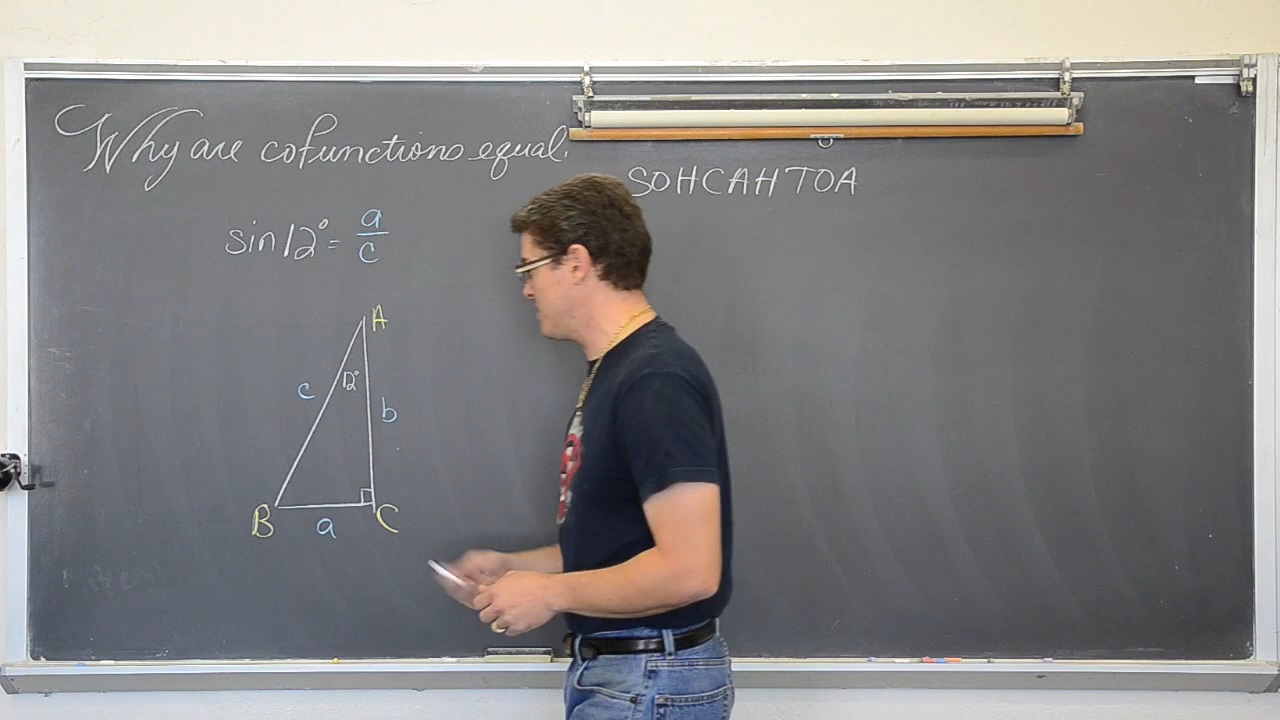 Why are cofunctions equal.
SOHCAHTOA
sin 12° = a/c
A
12°
c
b
B
a
C